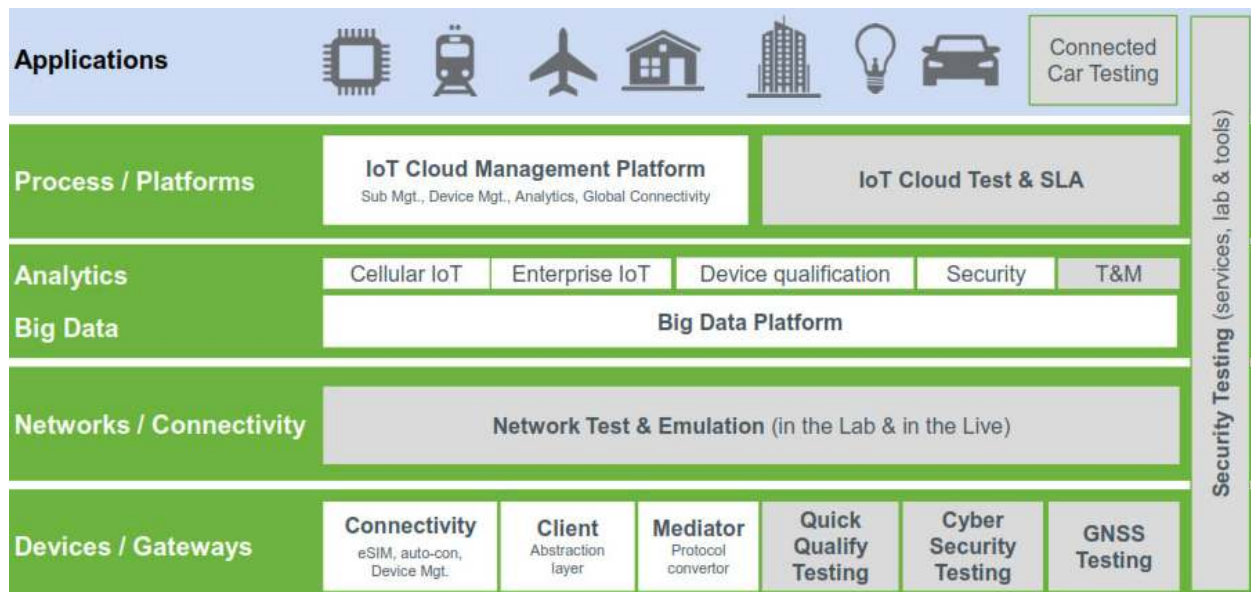 Applications
Connected
Car Testing
Process / Platforms
IoT Cloud Management Platform
Sub Mgt., Device Mgt., Analytics, Global Connectivity
IoT Cloud Test & SLA
Analytics
Cellular IoT
Enterprise IoT
Device qualification
Security
T&M
Big Data
Big Data Platform
Networks / Connectivity
Network Test & Emulation (in the Lab & in the Live)
Devices / Gateways
Connectivity
eSIM, auto-con,
Device Mgt.
Client
Abstraction
layer
Mediator
Protocol
convertor
Quick
Qualify
Testing
Cyber
Security
Testing
GNSS
Testing
Security Testing (services, lab & tools)